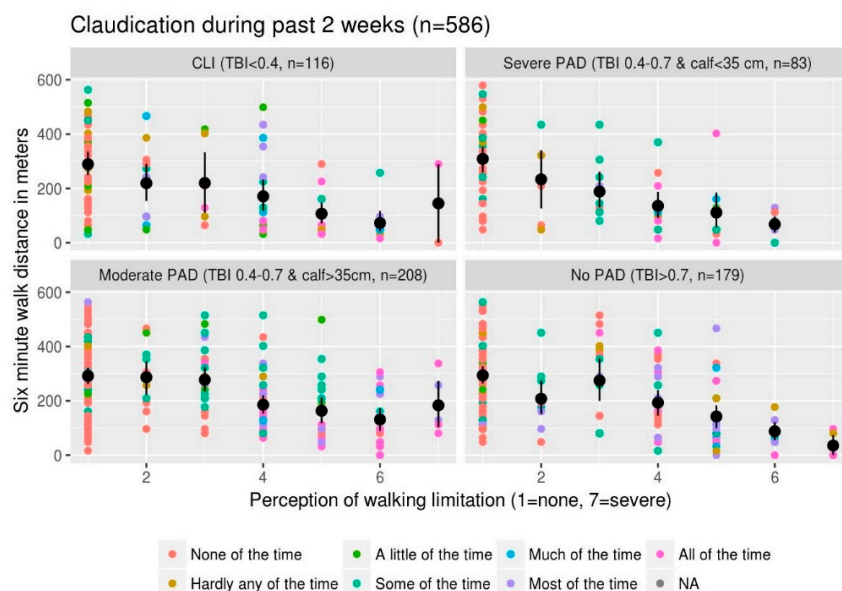 Claudication during past 2 weeks (n=586)
CLI (TBI<0.4, n=116)
Severe PAD (TBI 0.4-0.7 & calf<35 cm, n=83)
600
400
200
0
Moderate PAD (TBI 0.4-0.7 & calf>35cm, n=208)
No PAD (TBI>0.7, n=179)
600
400
200
0
Six minute walk distance in meters
2 4 6 2 4 6
Perception of walking limitation (1=none, 7=severe)
None of the time A little of the time Much of the time All of the time
Hardly any of the time Some of the time Most of the time NA